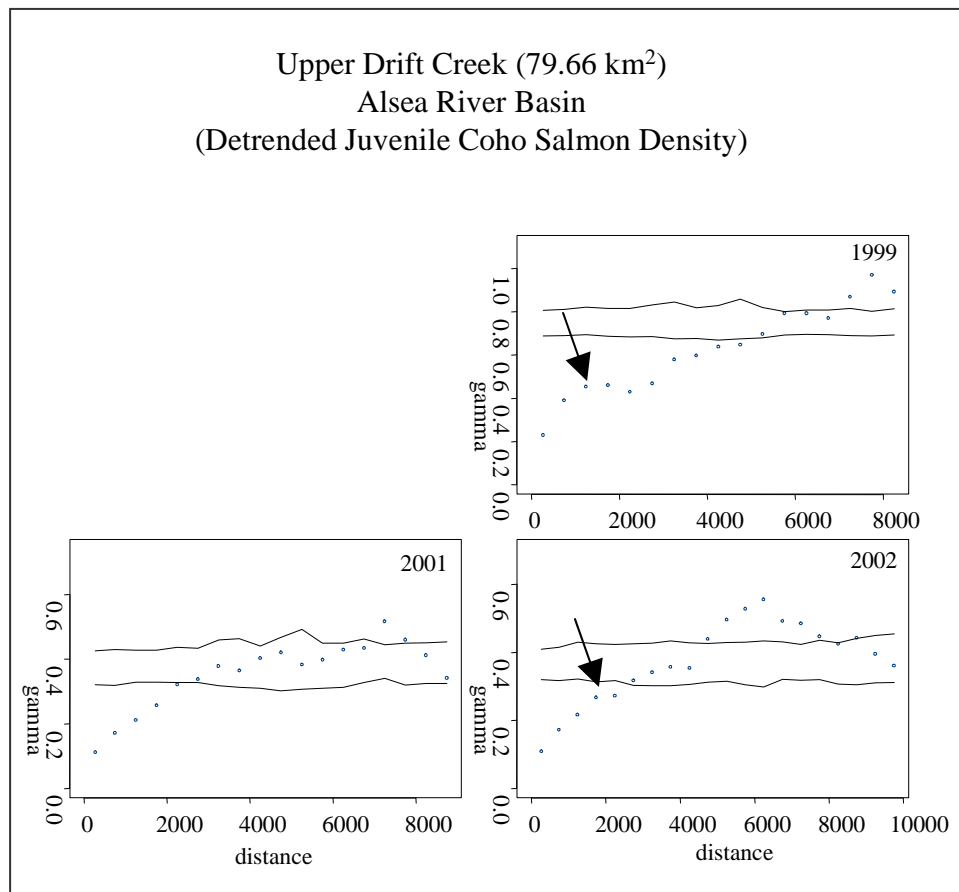 Upper Drift Creek (79.66 km²)
Alsea River Basin
(Detrended Juvenile Coho Salmon Density)
1999
1.0
0.8
0.6
0.4
0.2
0.0
gamma
0 2000 4000 6000 8000
2001
0.6
0.4
0.2
0.0
gamma
0 2000 4000 6000 8000
distance
2002
0.6
0.4
0.2
0.0
gamma
0 2000 4000 6000 8000 10000
distance